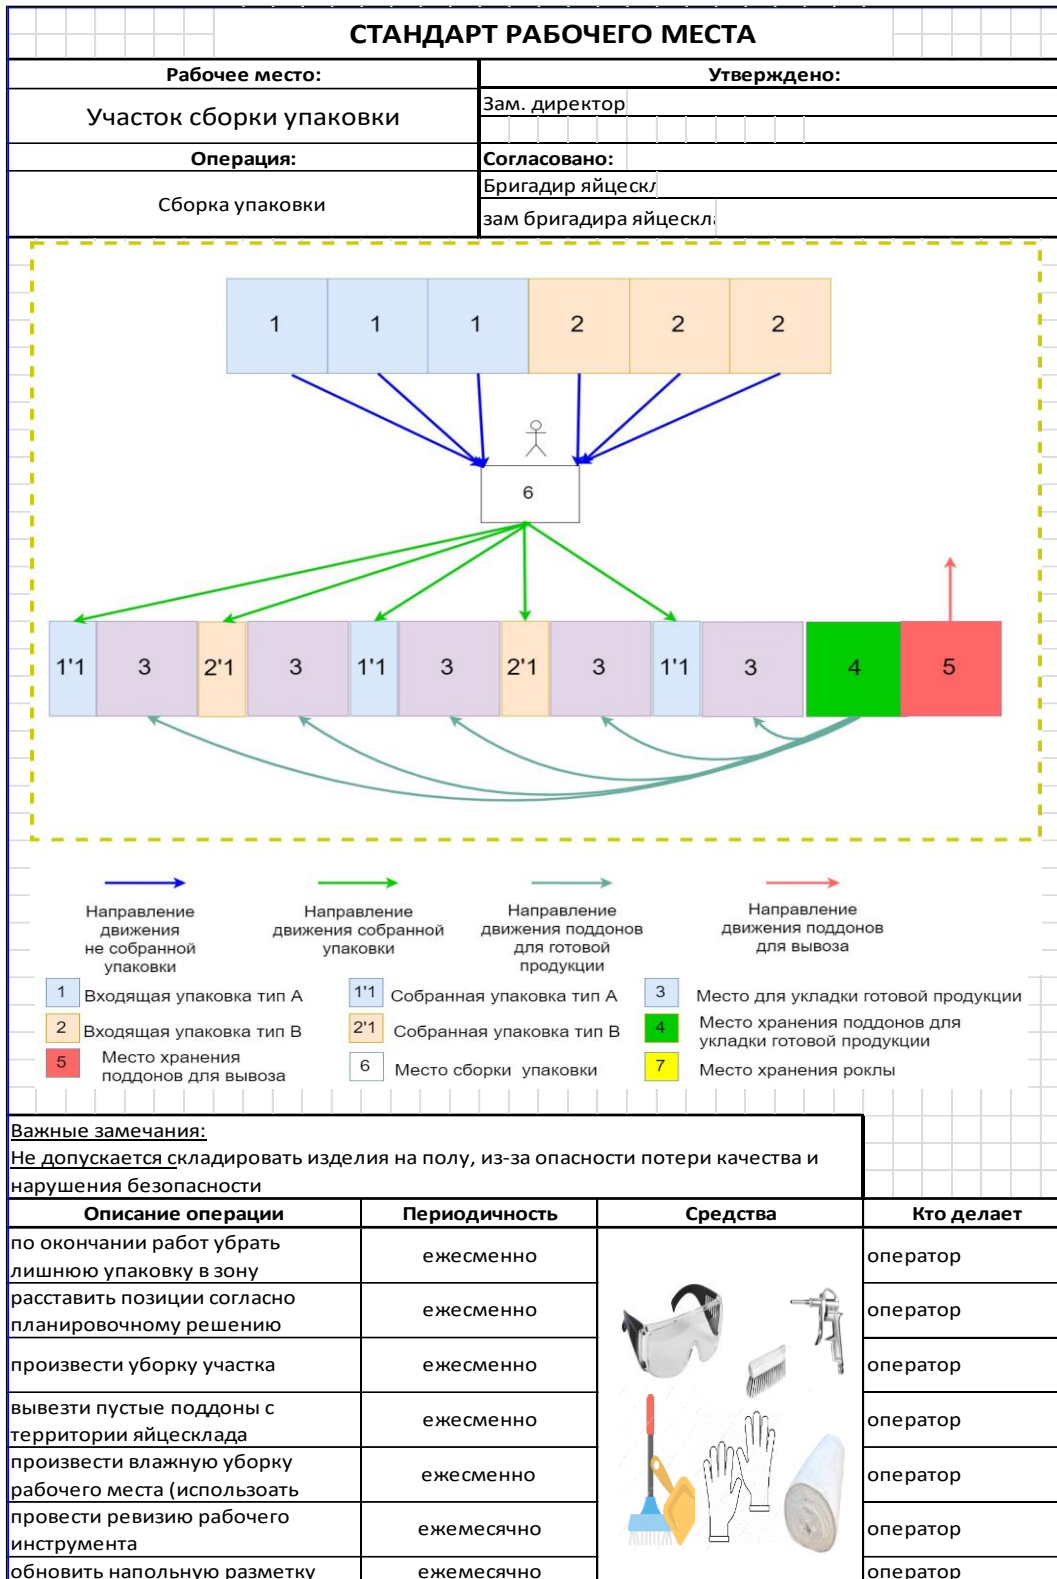 СТАНДАРТ РАБОЧЕГО МЕСТА
Рабочее место:
Утверждено:
Участок сборки упаковки
Зам. директор
Операция:
Согласовано:
Сборка упаковки
Бригадир яйцескл
зам бригадира яйцескла
1 1 1 2 2 2
6
1'1 3 2'1 3 1'1 3 2'1 3 1'1 3 4 5
Направление
движения
не собранной
упаковки
Направление
движения собранной
упаковки
Направление
движения поддонов
для готовой
продукции
Направление
движения поддонов
для вывоза
1 Входящая упаковка тип А
1'1 Собранная упаковка тип А
3 Место для укладки готовой продукции
2 Входящая упаковка тип В
2'1 Собранная упаковка тип В
4 Место хранения поддонов для
укладки готовой продукции
5 Место хранения
поддонов для вывоза
6 Место сборки упаковки
7 Место хранения роклы
Важные замечания:
Не допускается складировать изделия на полу, из-за опасности потери качества и
нарушения безопасности
Описание операции
Периодичность
Средства
Кто делает
по окончании работ убрать
лишнюю упаковку в зону
ежесменно
оператор
расставить позиции согласно
планировочному решению
ежесменно
оператор
произвести уборку участка
ежесменно
оператор
вывезти пустые поддоны с
территории яйцесклада
ежесменно
оператор
произвести влажную уборку
рабочего места (использоать
ежесменно
оператор
провести ревизию рабочего
инструмента
ежемесячно
оператор
обновить напольную разметку
ежемесячно
оператор